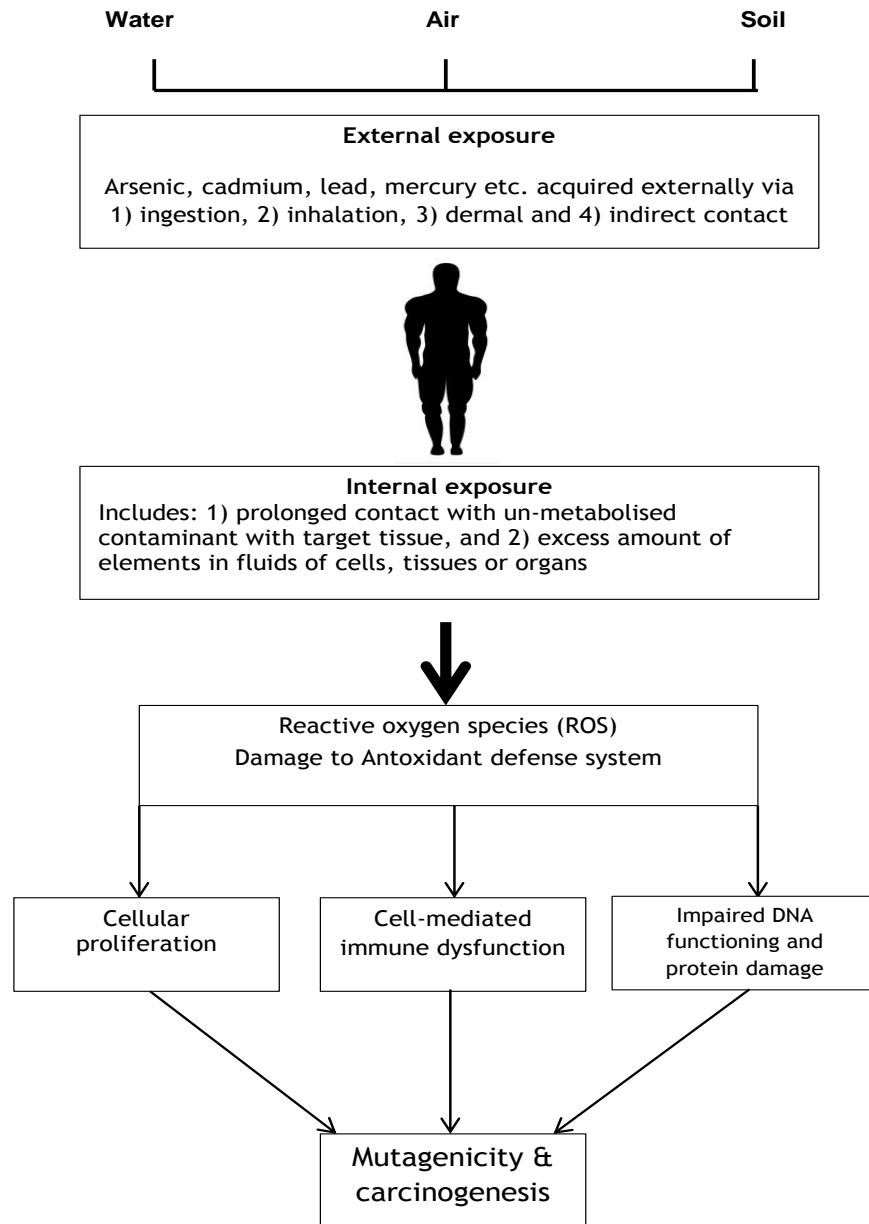 Water Air Soil
External exposure
Arsenic, cadmium, lead, mercury etc. acquired externally via
1) ingestion, 2) inhalation, 3) dermal and 4) indirect contact
Internal exposure
Includes: 1) prolonged contact with un-metabolised
contaminant with target tissue, and 2) excess amount of
elements in fluids of cells, tissues or organs
Reactive oxygen species (ROS)
Damage to Antoxidant defense system
Cellular
proliferation
Cell-mediated
immune dysfunction
Impaired DNA
functioning and
protein damage
Mutagenicity &
carcinogenesis